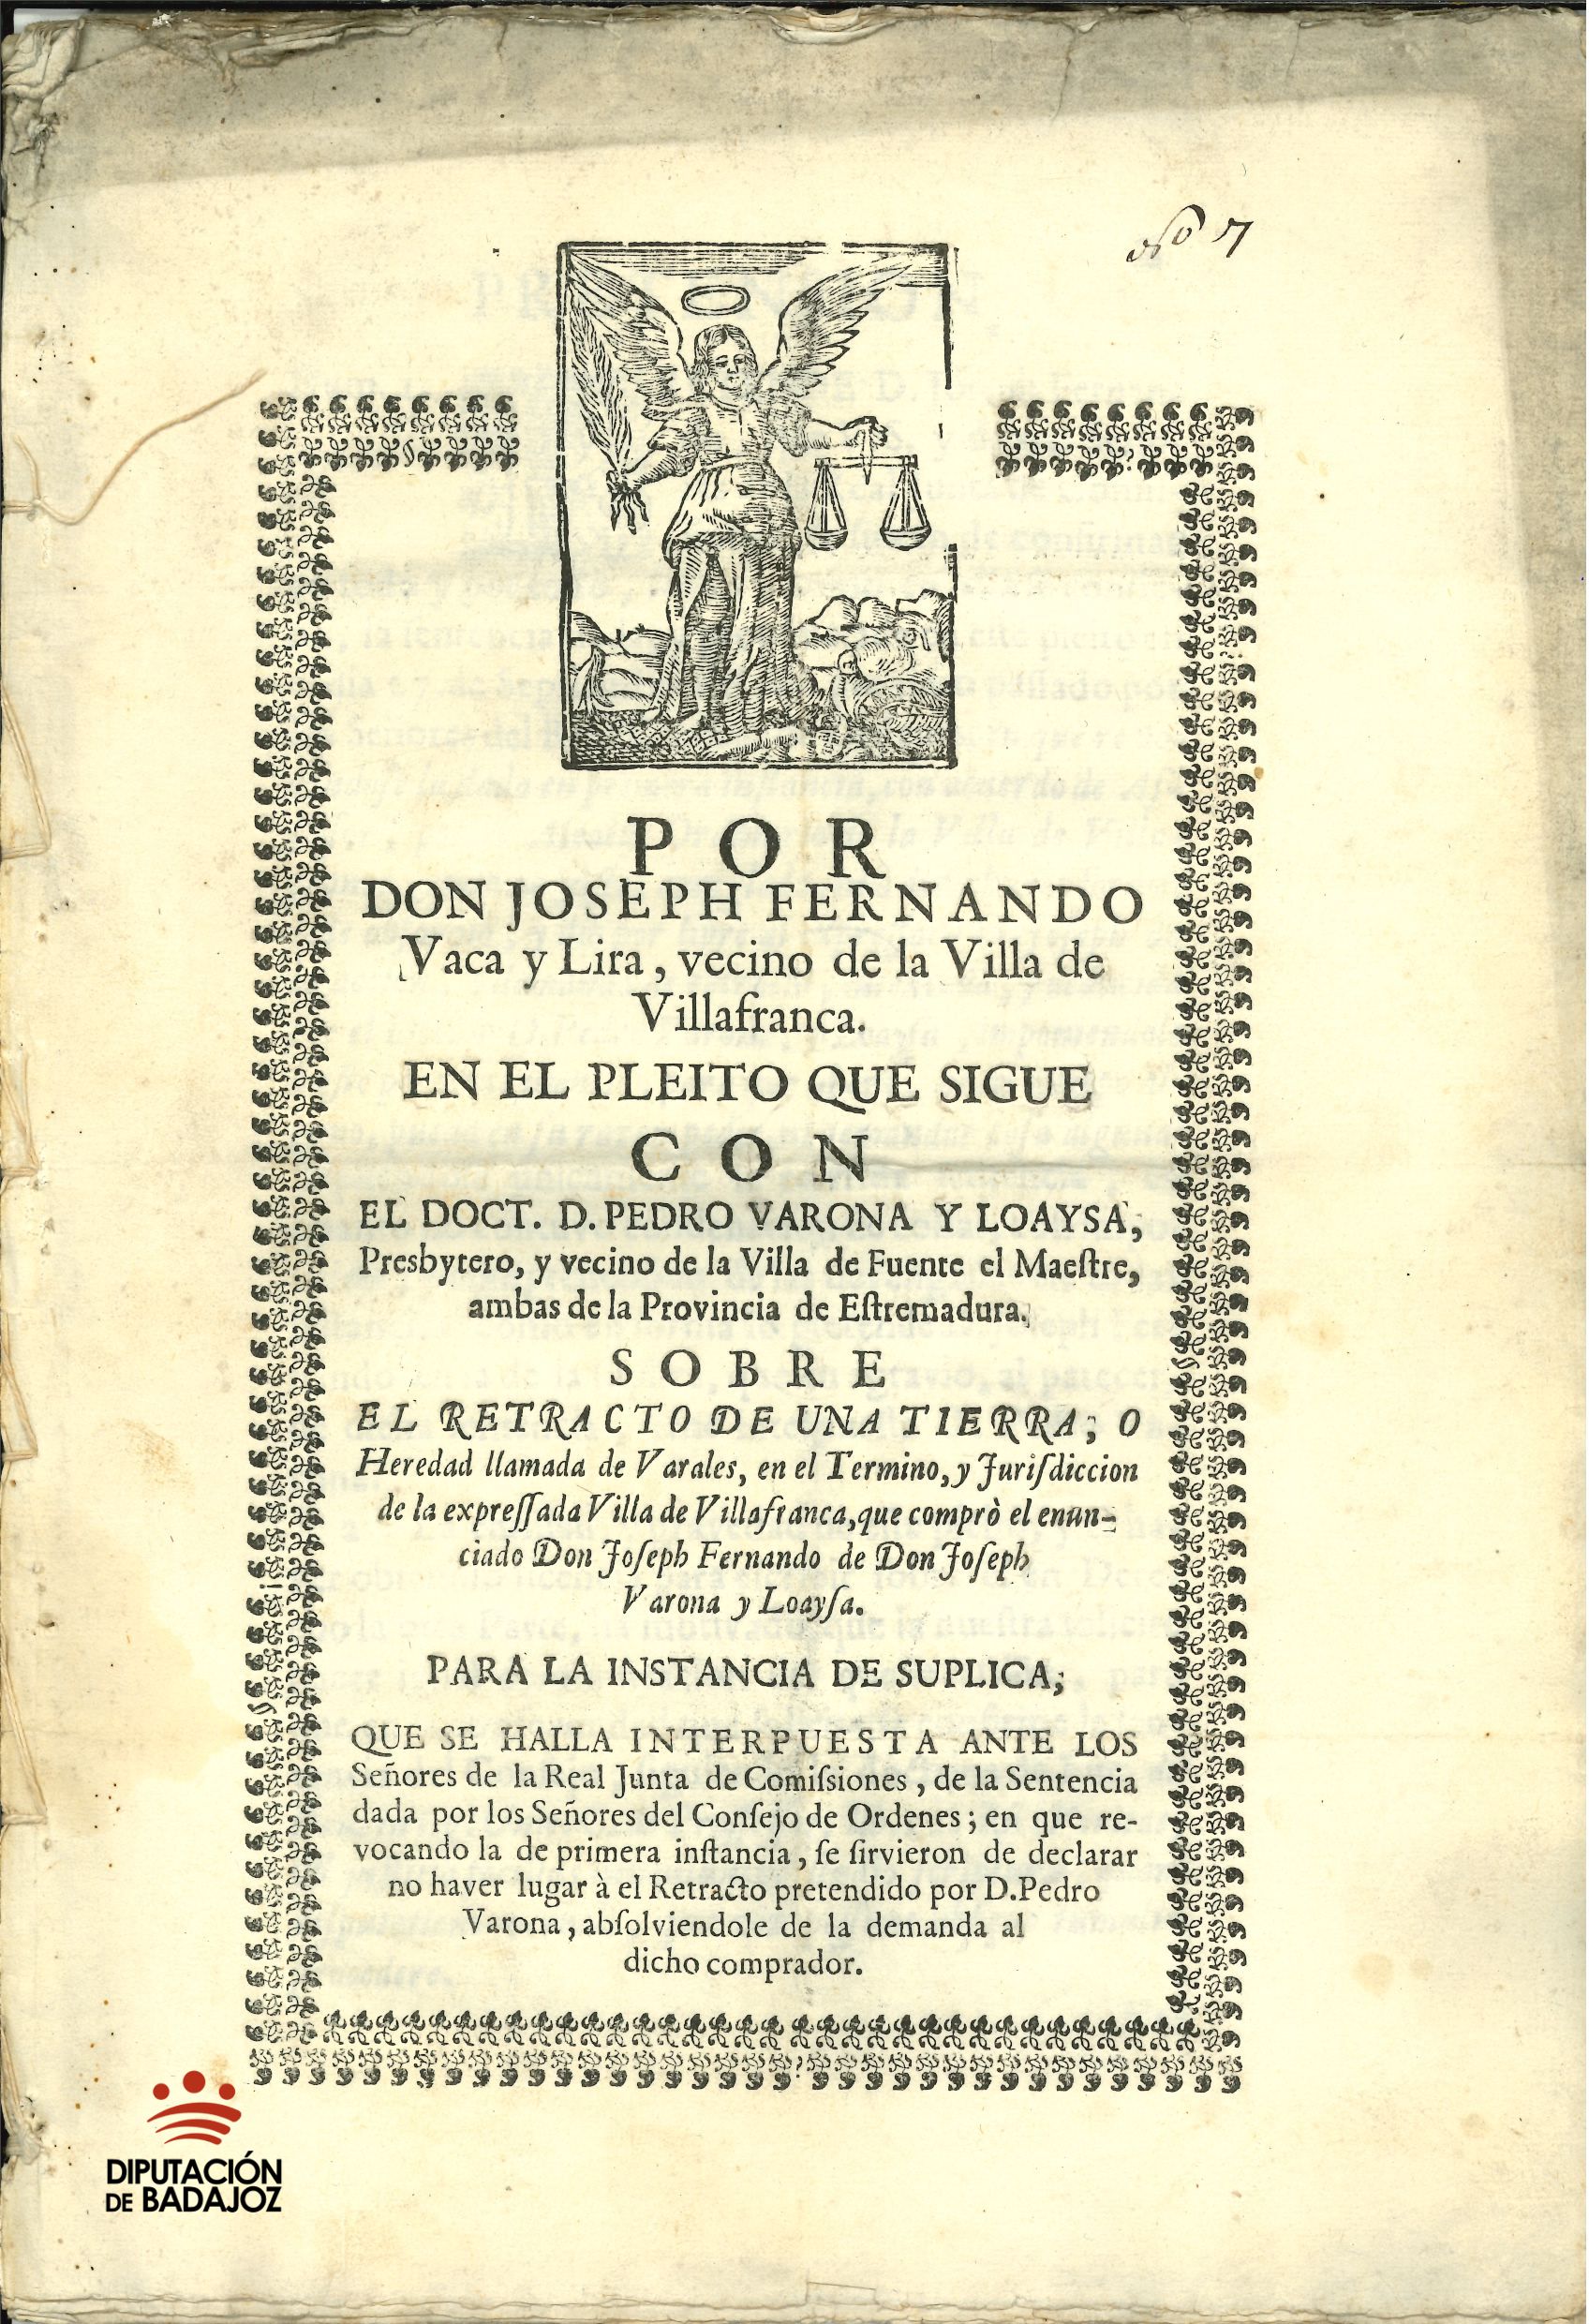 nº 7
POR
DON JOSEPH FERNANDO
Vaca y Lira, vecino de la Villa de
Villafranca.
EN EL PLEITO QUE SIGUE
CON
EL DOCT. D. PEDRO VARONA Y LOAYSA,
Presbytero, y vecino de la Villa de Fuente el Maeſtre,
ambas de la Provincia de Eſtremadura.
SOBRE
EL RETRACTO DE UNA TIERRA; O
Heredad llamada de Varales, en el Termino, y Juriſdiccion
de la expreſſada Villa de Villafranca, que comprò el enun-
ciado Don Joſeph Fernando de Don Joſeph
Varona y Loayſa.
PARA LA INSTANCIA DE SUPLICA;
QUE SE HALLA INTERPUESTA ANTE LOS
Señores de la Real Junta de Comiſsiones, de la Sentencia
dada por los Señores del Conſejo de Ordenes; en que re-
vocando la de primera inſtancia, ſe ſirvieron de declarar
no haver lugar à el Retracto pretendido por D. Pedro
Varona, abſolviendole de la demanda al
dicho comprador.
DIPUTACIÓN
DE BADAJOZ